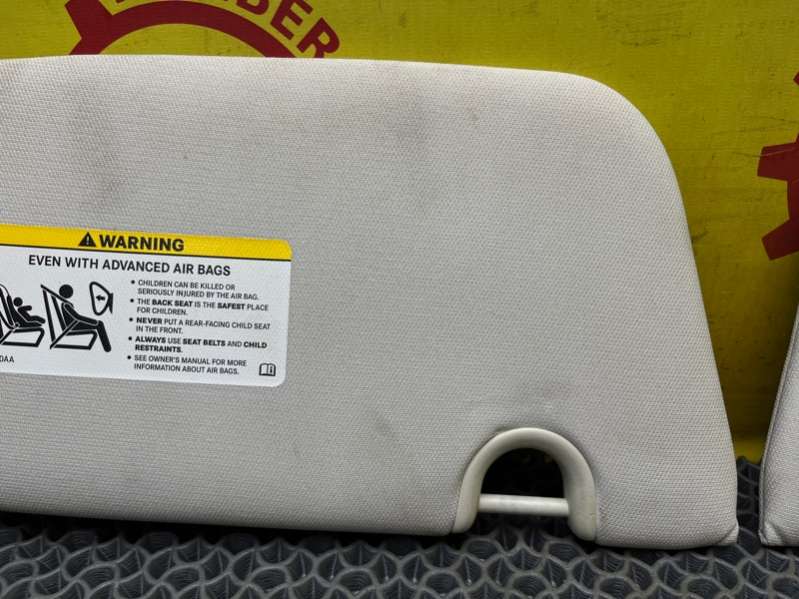 WARNING
EVEN WITH ADVANCED AIR BAGS
• CHILDREN CAN BE KILLED OR
SERIOUSLY INJURED BY THE AIR BAG.
• THE BACK SEAT IS THE SAFEST PLACE
FOR CHILDREN.
• NEVER PUT A REAR-FACING CHILD SEAT
IN THE FRONT.
• ALWAYS USE SEAT BELTS AND CHILD
RESTRAINTS.
• SEE OWNER'S MANUAL FOR MORE
INFORMATION ABOUT AIR BAGS.